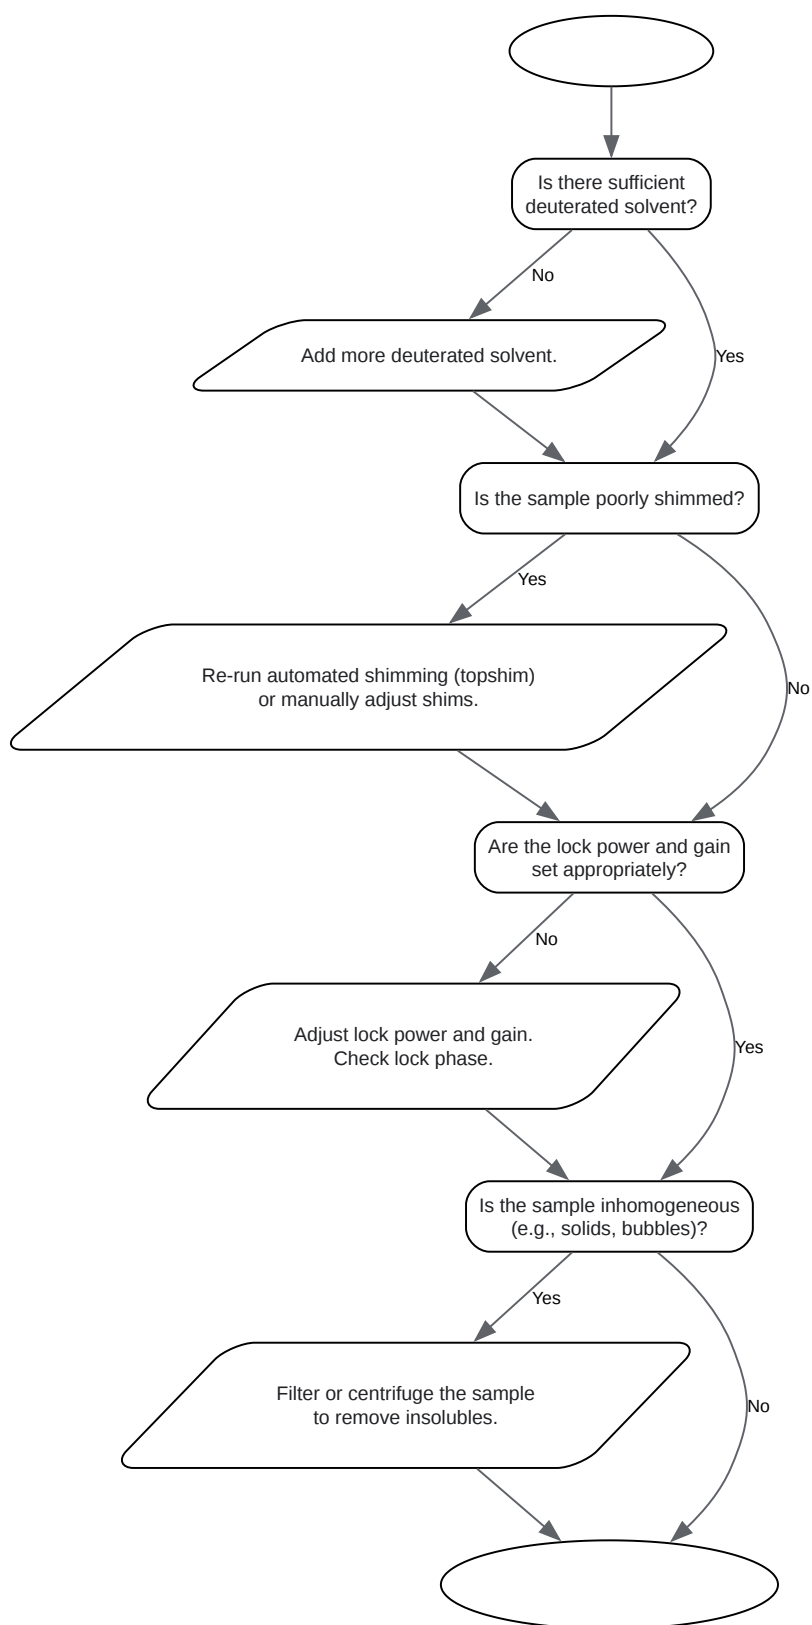 Is there sufficient
deuterated solvent?
No
Add more deuterated solvent.
Yes
Is the sample poorly shimmed?
Yes
Re-run automated shimming (topshim)
or manually adjust shims.
No
Are the lock power and gain
set appropriately?
No
Adjust lock power and gain.
Check lock phase.
Yes
Is the sample inhomogeneous
(e.g., solids, bubbles)?
Yes
Filter or centrifuge the sample
to remove insolubles.
No